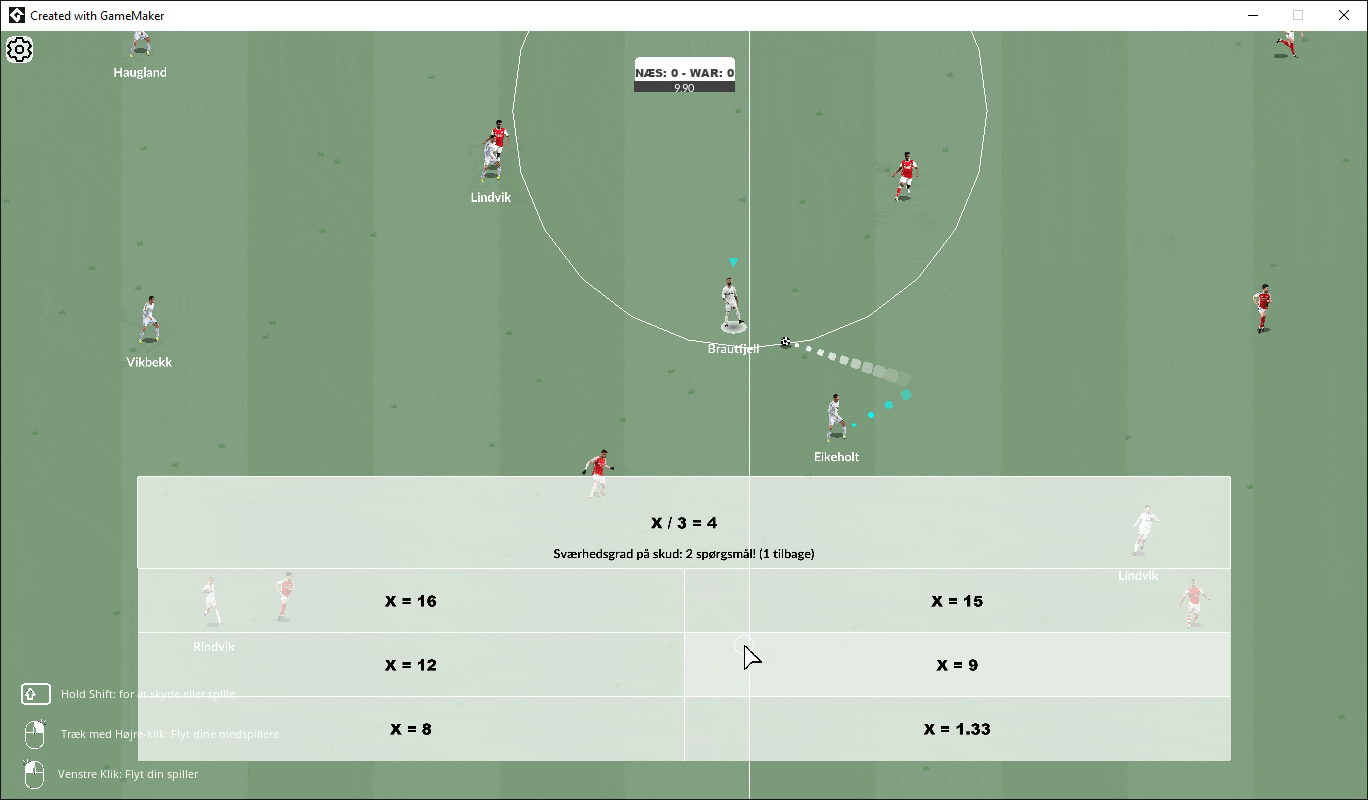 Created with GameMaker
Haugland
NÆS: 0 - WAR: 0
9.90
Lindvik
Brautfjell
Vikbekk
Eikeholt
X / 3 = 4
Sværhedsgrad på skud: 2 spørgsmål! (1 tilbage)
Lindvik
X = 16
X = 15
Rindvik
X = 12
X = 9
Hold Shift: for at skyde eller spille
X = 8
X = 1.33
Træk med Højre-klik: Flyt dine medspillere
Venstre Klik: Flyt din spiller